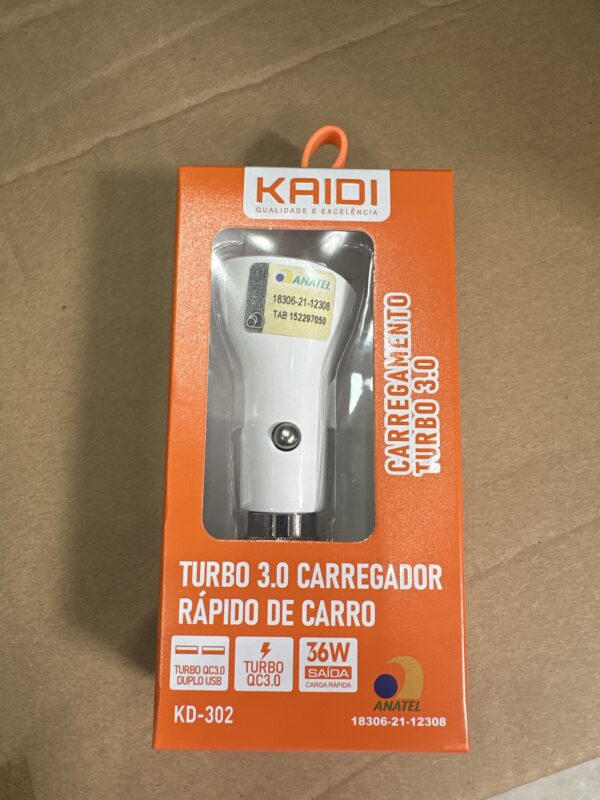 KAIDI
QUALIDADE E EXCELÊNCIA
ANATEL
18306-21-12308
TAB 152297050
CARREGAMENTO
TURBO 3.0
TURBO 3.0 CARREGADOR
RÁPIDO DE CARRO
TURBO QC3.0
DUPLO USB
TURBO
QC3.0
36W
SAÍDA
CARGA RÁPIDA
ANATEL
KD-302
18306-21-12308